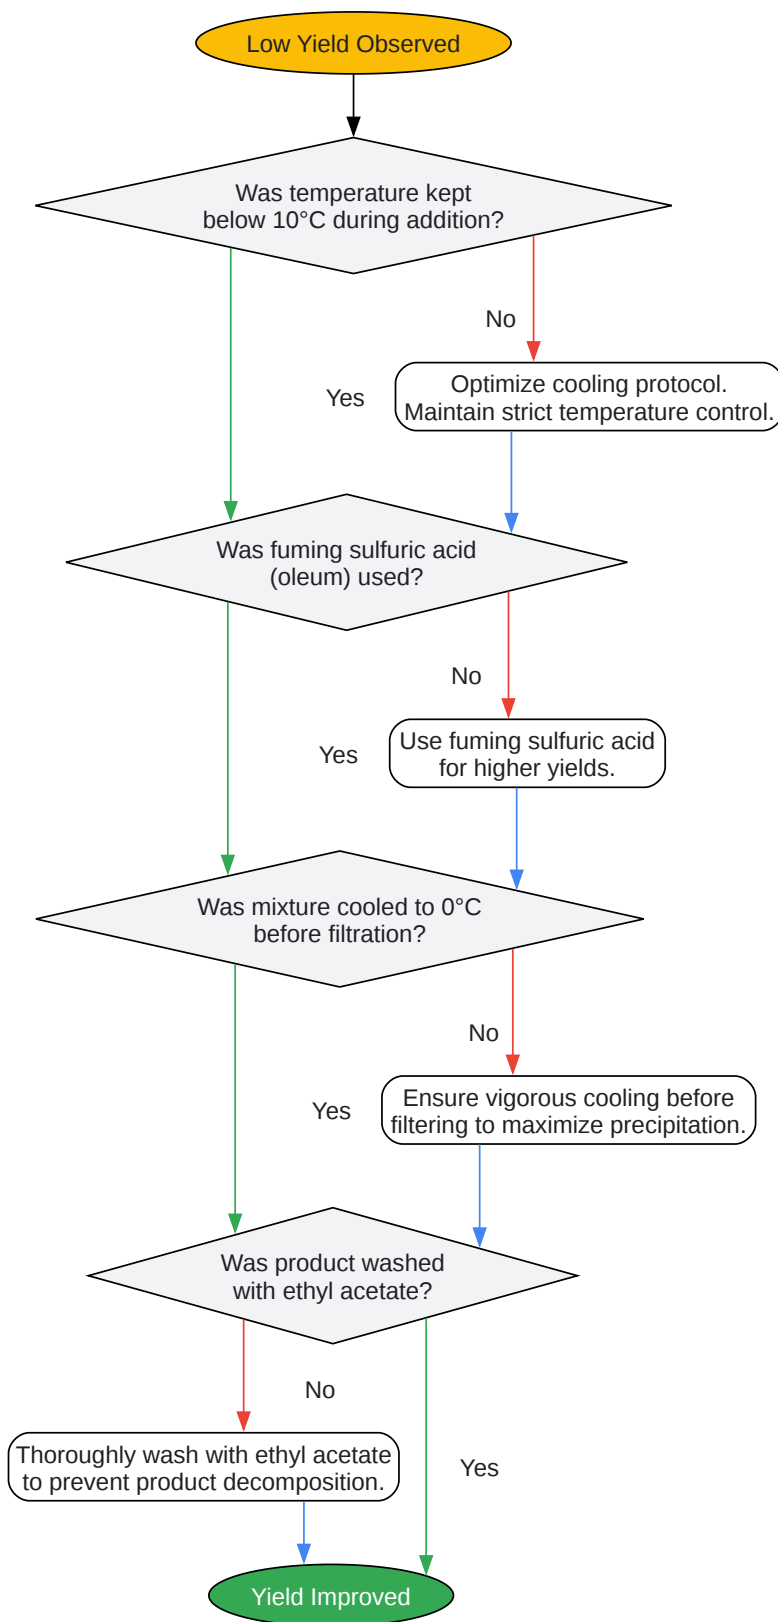 Low Yield Observed
Was temperature kept
below 10°C during addition?
No
Yes
Optimize cooling protocol.
Maintain strict temperature control.
Was fuming sulfuric acid
(oleum) used?
No
Yes
Use fuming sulfuric acid
for higher yields.
Was mixture cooled to 0°C
before filtration?
No
Yes
Ensure vigorous cooling before
filtering to maximize precipitation.
Was product washed
with ethyl acetate?
No
Thoroughly wash with ethyl acetate
to prevent product decomposition.
Yes
Yield Improved